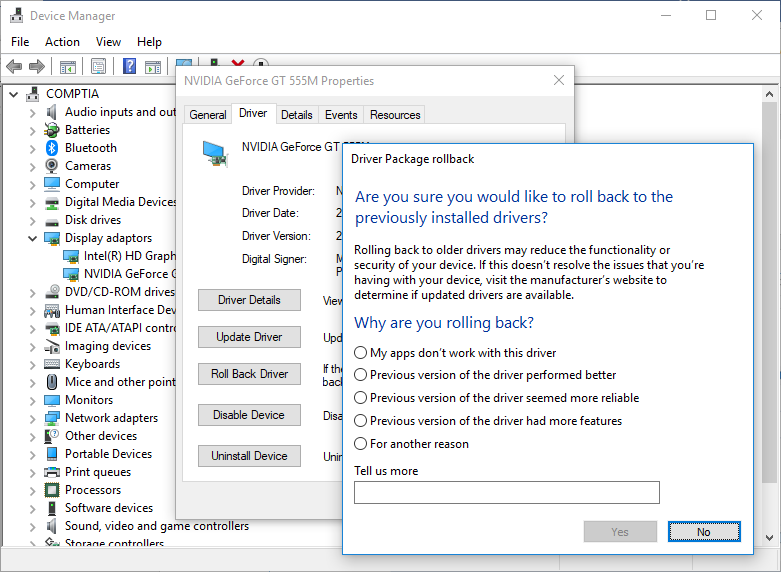 Device Manager
File Action View Help
COMPTIA
Audio inputs and out
Batteries
Bluetooth
Cameras
Computer
Digital Media Devices
Disk drives
Display adaptors
Intel(R) HD Graph
NVIDIA GeForce G
DVD/CD-ROM drives
Human Interface Dev
IDE ATA/ATAPI contro
Imaging devices
Keyboards
Mice and other point
Monitors
Network adapters
Other devices
Portable Devices
Print queues
Processors
Software devices
Sound, video and game controllers
Storage controllers
NVIDIA GeForce GT 555M Properties
General Driver Details Events Resources
NVIDIA GeForce GT 555M
Driver Provider: N
Driver Date: 2
Driver Version: 2
Digital Signer: M
P
Driver Details View
Update Driver Upd
Roll Back Driver If the
back
Disable Device Disa
Uninstall Device Unin
Driver Package rollback
Are you sure you would like to roll back to the
previously installed drivers?
Rolling back to older drivers may reduce the functionality or
security of your device. If this doesn't resolve the issues that you're
having with your device, visit the manufacturer's website to
determine if updated drivers are available.
Why are you rolling back?
My apps don't work with this driver
Previous version of the driver performed better
Previous version of the driver seemed more reliable
Previous version of the driver had more features
For another reason
Tell us more
Yes No